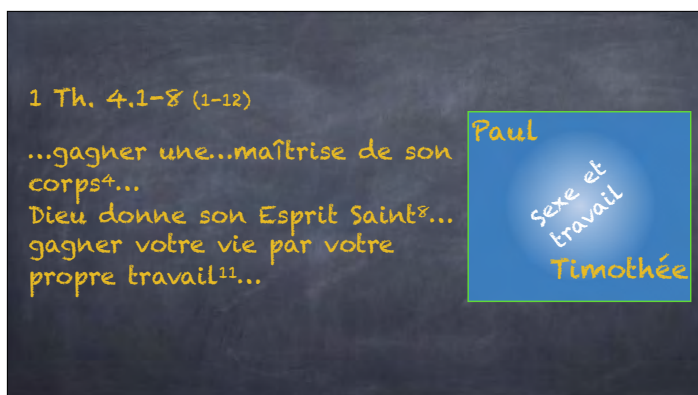 1 Th. 4.1-8 (1-12)
...gagner une...maîtrise de son
corps⁴...
Dieu donne son Esprit Saint⁸...
gagner votre vie par votre
propre travail¹¹...
Paul
Sexe et
travail
Timothée